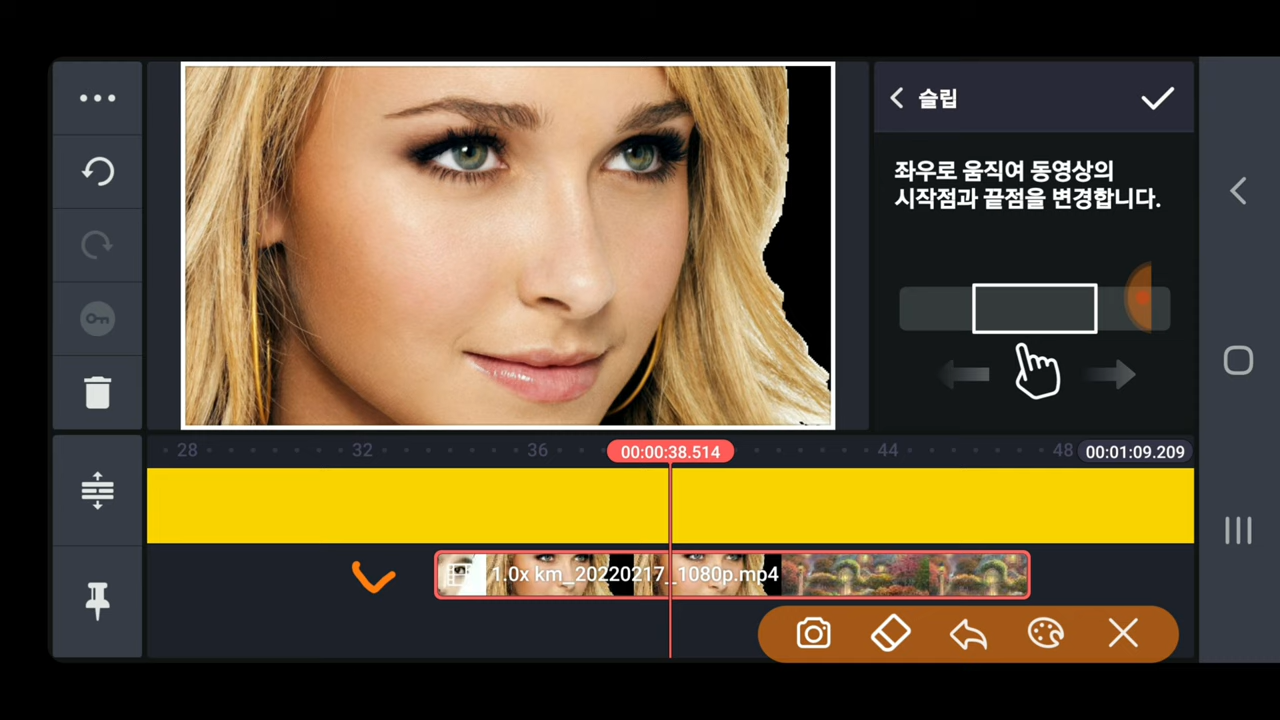 슬립
좌우로 움직여 동영상의
시작점과 끝점을 변경합니다.
28 32 36 00:00:38.514 44 48 00:01:09.209
1.0x km_20220217_1080p.mp4